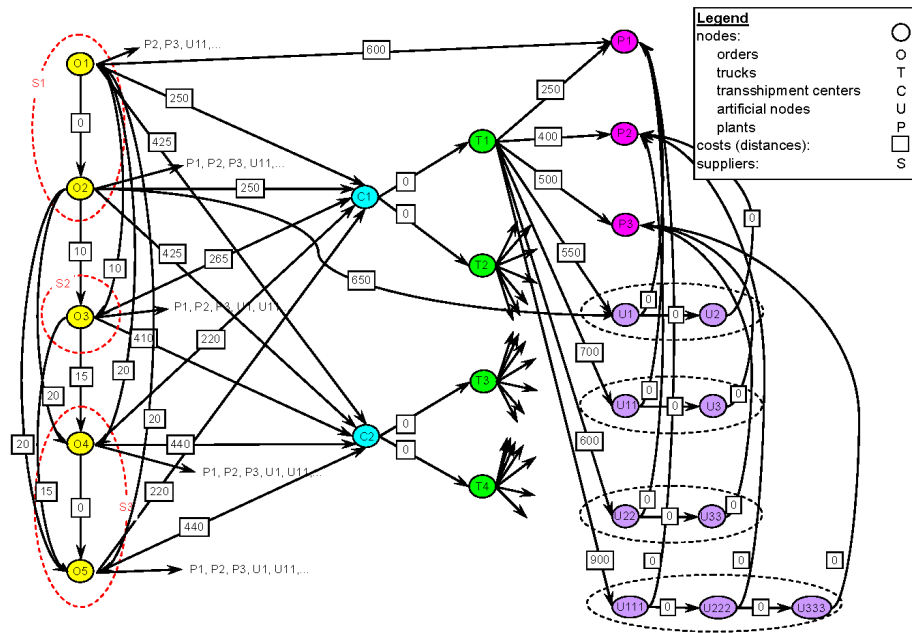 P2, P3, U11,...
P1
Legend
nodes:
orders O
trucks T
transshipment centers C
artificial nodes U
plants P
costs (distances):
suppliers: S
600
O1
S1
250
250
0
425
T1
400
P2
P1, P2, P3, U11,...
0
500
O2
250
C1
0
P3
0
10
425
265
650
550
T2
10
S2
O3
P1, P2, P3, U1, U11,...
U1
0
0
U2
410
220
700
15
20
20
T3
0
U11
0
U3
20
0
20
O4
440
C2
0
600
P1, P2, P3, U1, U11,...
15
220
T4
0
0
S3
U22
U33
440
900
0
0
0
O5
P1, P2, P3, U1, U11,...
U111
0
U222
0
U333